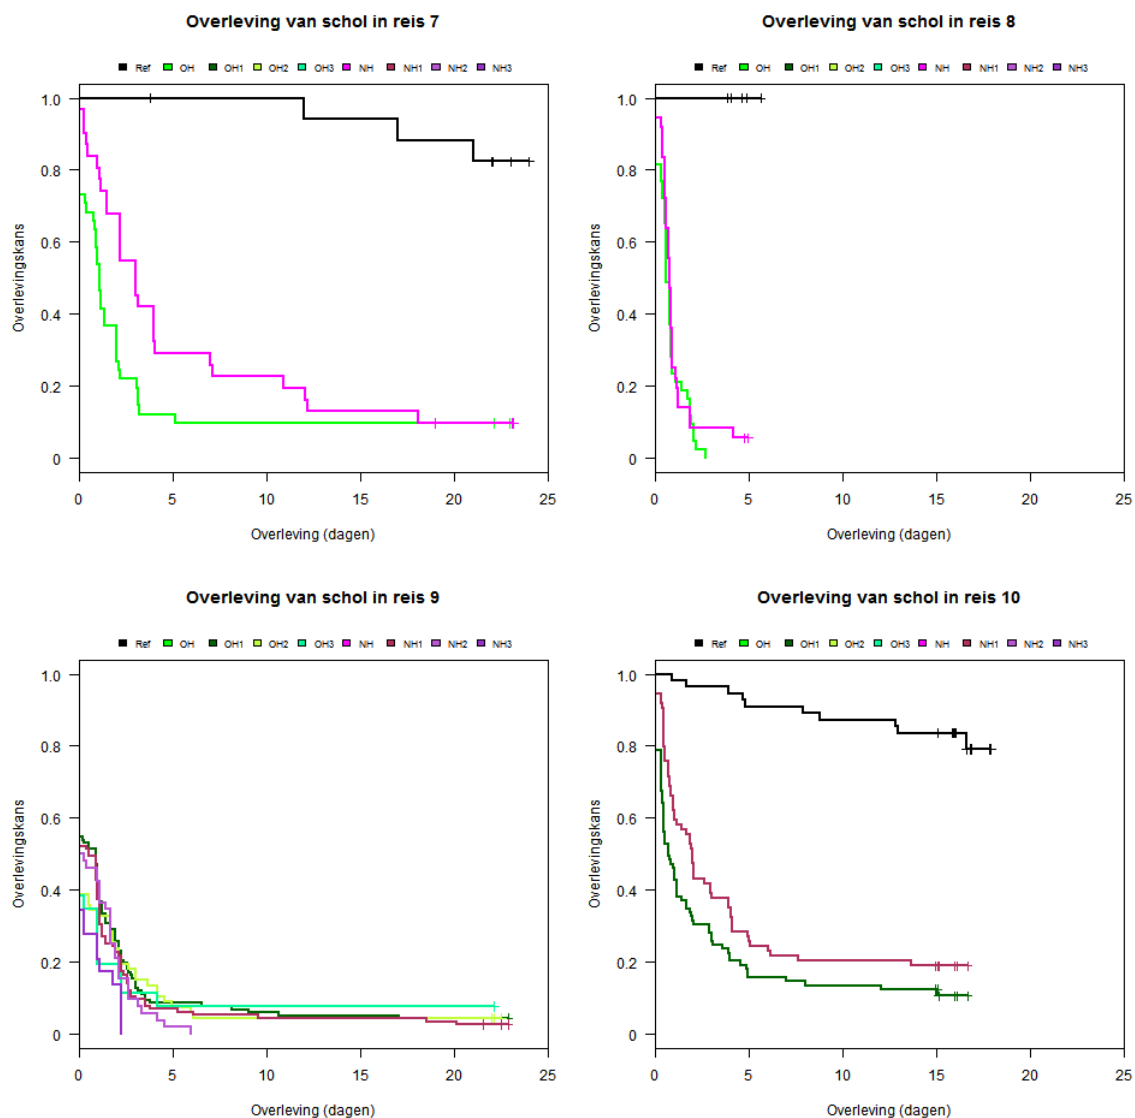 Overleving van schol in reis 7
Ref OH OH1 OH2 OH3 NH NH1 NH2 NH3
Overlevingskans
1.0
0.8
0.6
0.4
0.2
0
0 5 10 15 20 25
Overleving (dagen)
Overleving van schol in reis 8
Ref OH OH1 OH2 OH3 NH NH1 NH2 NH3
Overlevingskans
1.0
0.8
0.6
0.4
0.2
0
0 5 10 15 20 25
Overleving (dagen)
Overleving van schol in reis 9
Ref OH OH1 OH2 OH3 NH NH1 NH2 NH3
Overlevingskans
1.0
0.8
0.6
0.4
0.2
0
0 5 10 15 20 25
Overleving (dagen)
Overleving van schol in reis 10
Ref OH OH1 OH2 OH3 NH NH1 NH2 NH3
Overlevingskans
1.0
0.8
0.6
0.4
0.2
0
0 5 10 15 20 25
Overleving (dagen)